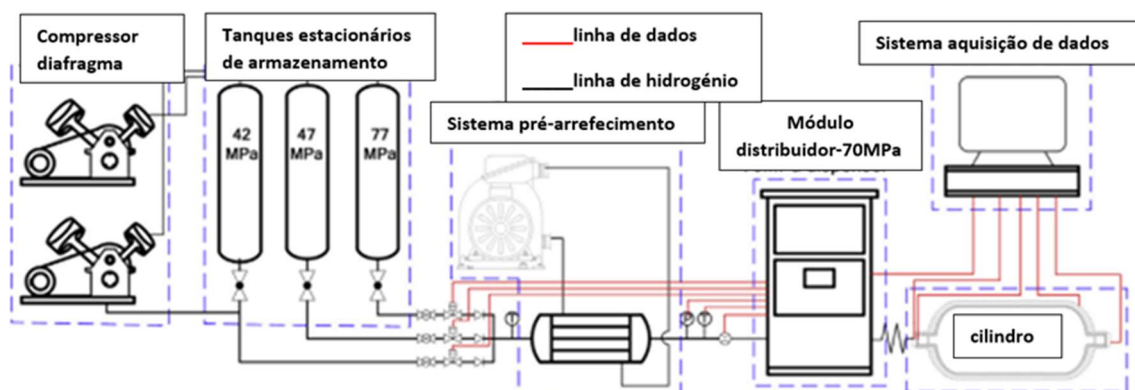 Compressor
diafragma
Tanques estacionários
de armazenamento
linha de dados
linha de hidrogénio
Sistema aquisição de dados
Sistema pré-arrefecimento
Módulo
distribuidor-70MPa
42
MPa
47
MPa
77
MPa
T
P
T
cilindro